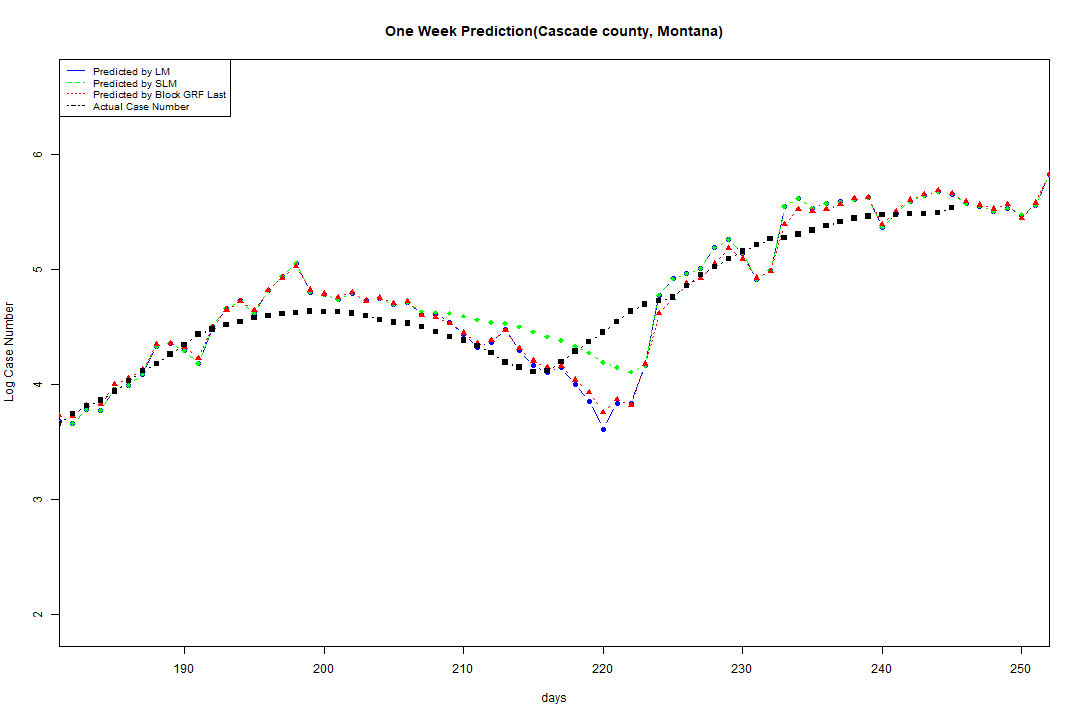 One Week Prediction(Cascade county, Montana)
Predicted by LM
Predicted by SLM
Predicted by Block GRF Last
Actual Case Number
6
5
4
3
2
Log Case Number
190 200 210 220 230 240 250
days